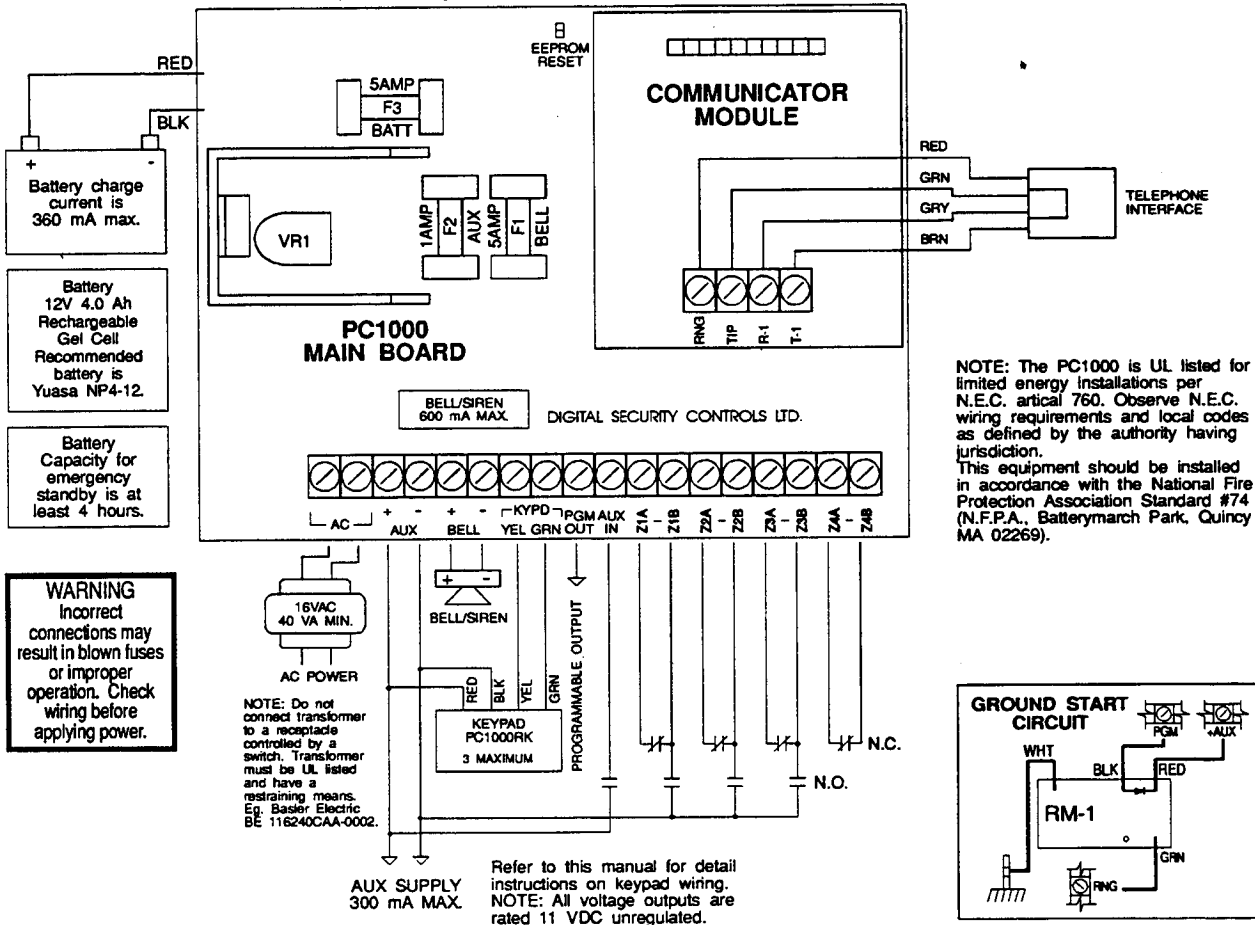 RED
BLK
+ -
Battery charge
current is
360 mA max.
Battery
12V 4.0 Ah
Rechargeable
Gel Cell
Recommended
battery is
Yuasa NP4-12.
Battery
Capacity for
emergency
standby is at
least 4 hours.
WARNING
Incorrect
connections may
result in blown fuses
or improper
operation. Check
wiring before
applying power.
5AMP
F3
BATT
EEPROM
RESET
VR1
1AMP
F2
AUX
5AMP
F1
BELL
PC1000
MAIN BOARD
COMMUNICATOR
MODULE
RNG
TIP
R-1
T-1
RED
GRN
GRY
BRN
TELEPHONE
INTERFACE
BELL/SIREN
600 mA MAX.
DIGITAL SECURITY CONTROLS LTD.
AC
+ -
AUX
+ -
BELL
KYPD
YEL GRN
PGM
OUT
AUX
IN
Z1A
-
Z1B
Z2A
-
Z2B
Z3A
-
Z3B
Z4A
-
Z4B
16VAC
40 VA MIN.
AC POWER
+ -
BELL/SIREN
NOTE: Do not
connect transformer
to a receptacle
controlled by a
switch. Transformer
must be UL listed
and have a
restraining means.
Eg. Basler Electric
BE 116240CAA-0002.
RED
BLK
YEL
GRN
KEYPAD
PC1000RK
3 MAXIMUM
PROGRAMMABLE OUTPUT
N.C.
N.O.
AUX SUPPLY
300 mA MAX.
Refer to this manual for detail
instructions on keypad wiring.
NOTE: All voltage outputs are
rated 11 VDC unregulated.
NOTE: The PC1000 is UL listed for
limited energy installations per
N.E.C. artical 760. Observe N.E.C.
wiring requirements and local codes
as defined by the authority having
jurisdiction.
This equipment should be installed
in accordance with the National Fire
Protection Association Standard #74
(N.F.P.A., Batterymarch Park, Quincy
MA 02269).
GROUND START
CIRCUIT
PGM
+AUX
WHT
BLK
RED
RM-1
GRN
RNG